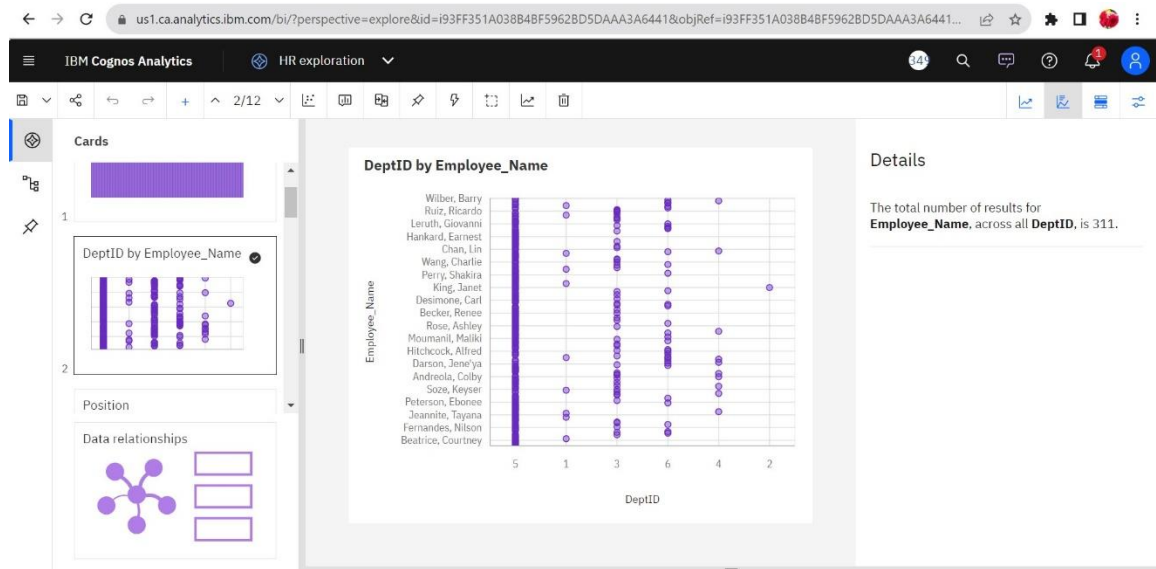 us1.ca.analytics.ibm.com/bi/?perspective=explore&id=i93FF351A038B4BF5962BD5DAAA3A6441&objRef=i93FF351A038B4BF5962BD5DAAA3A6441...
IBM Cognos Analytics
HR exploration
349
1
2/12
Cards
1
DeptID by Employee_Name
2
Position
Data relationships
DeptID by Employee_Name
Employee_Name
Wilber, Barry
Ruiz, Ricardo
Leruth, Giovanni
Hankard, Earnest
Chan, Lin
Wang, Charlie
Perry, Shakira
King, Janet
Desimone, Carl
Becker, Renee
Rose, Ashley
Moumanil, Maliki
Hitchcock, Alfred
Darson, Jene'ya
Andreola, Colby
Soze, Keyser
Peterson, Ebonee
Jeannite, Tayana
Fernandes, Nilson
Beatrice, Courtney
5 1 3 6 4 2
DeptID
Details
The total number of results for
Employee_Name, across all DeptID, is 311.